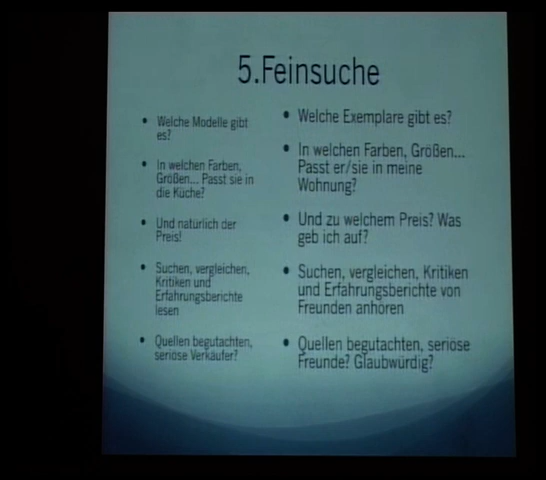 5.Feinsuche
Welche Modelle gibt
es?
In welchen Farben,
Größen... Passt sie in
die Küche?
Und natürlich der
Preis!
Suchen, vergleichen,
Kritiken und
Erfahrungsberichte
lesen
Quellen begutachten,
seriöse Verkäufer?
Welche Exemplare gibt es?
In welchen Farben, Größen...
Passt er/sie in meine
Wohnung?
Und zu welchem Preis? Was
geb ich auf?
Suchen, vergleichen, Kritiken
und Erfahrungsberichte von
Freunden anhören
Quellen begutachten, seriöse
Freunde? Glaubwürdig?